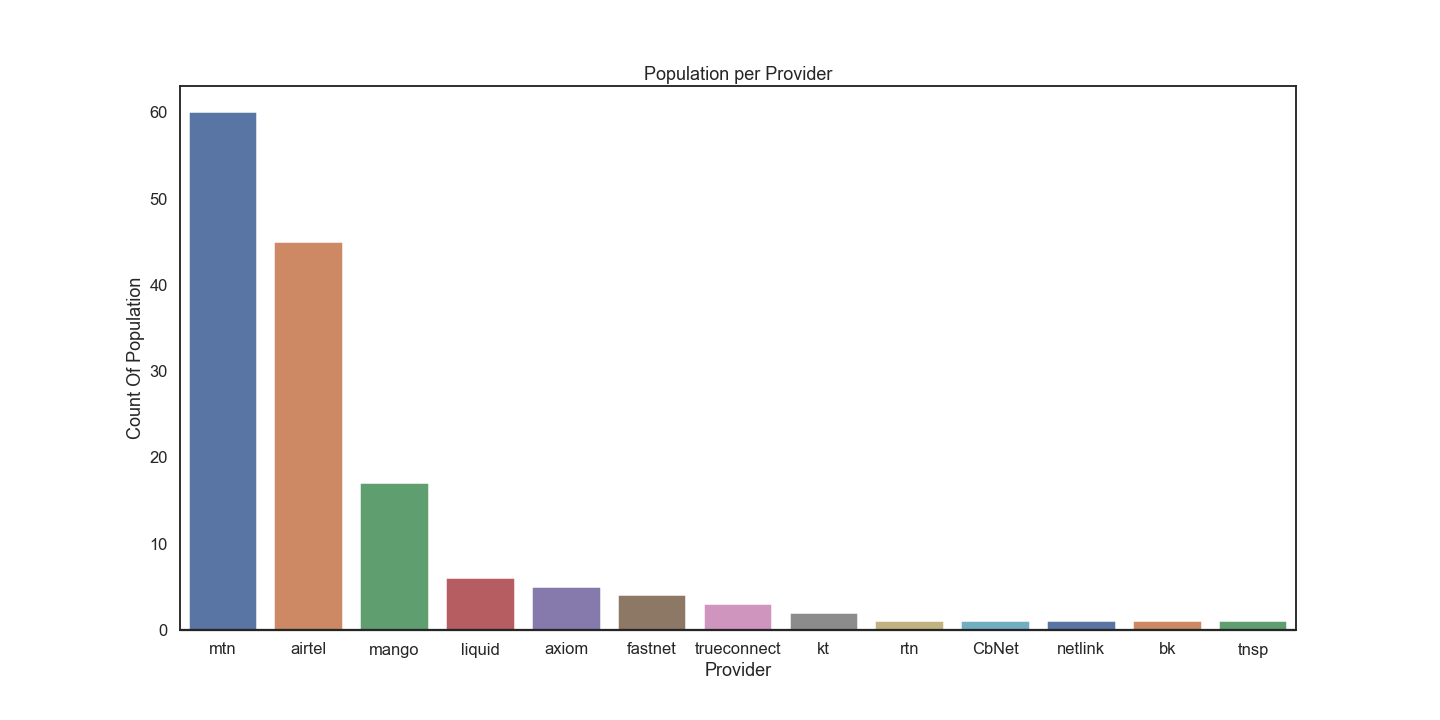 Population per Provider
60
50
40
30
20
10
0
Count Of Population
mtn airtel mango liquid axiom fastnet trueconnect kt rtn CbNet netlink bk tnsp
Provider